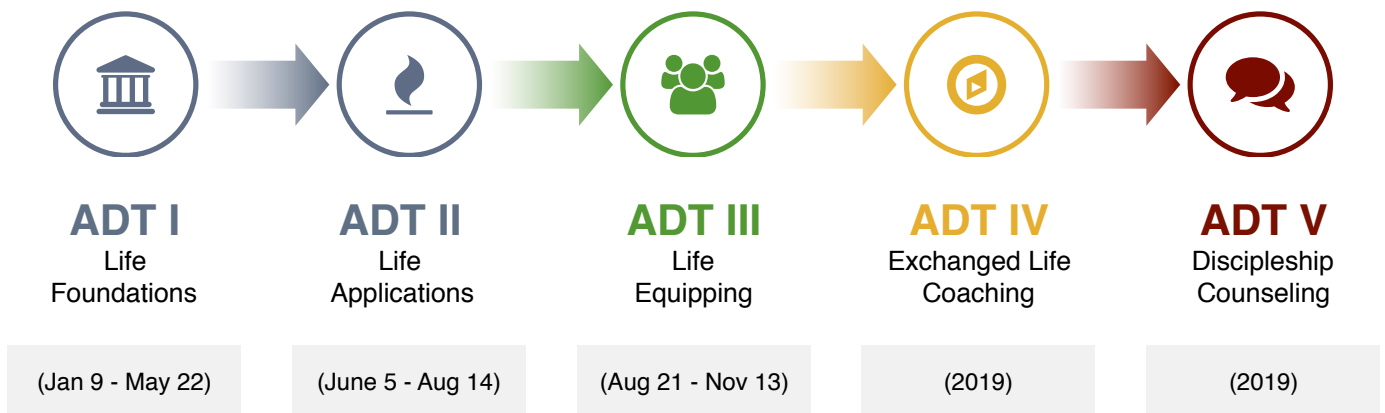 ADT I
Life
Foundations
(Jan 9 - May 22)
ADT II
Life
Applications
(June 5 - Aug 14)
ADT III
Life
Equipping
(Aug 21 - Nov 13)
ADT IV
Exchanged Life
Coaching
(2019)
ADT V
Discipleship
Counseling
(2019)